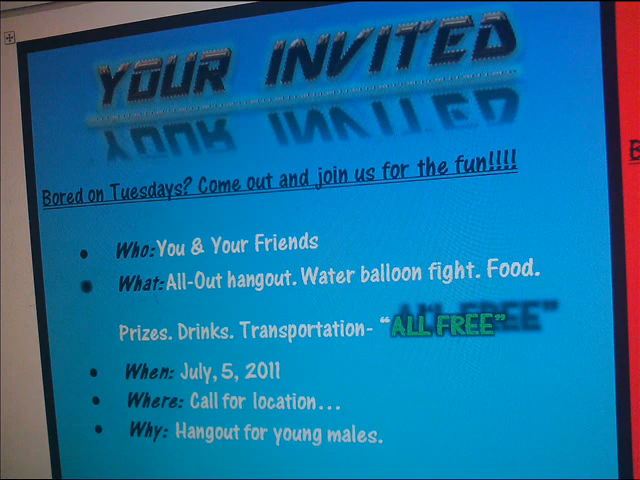 YOUR INVITED
Bored on Tuesdays? Come out and join us for the fun!!!!
Who: You & Your Friends
What: All-Out hangout. Water balloon fight. Food.
Prizes. Drinks. Transportation- “ALL FREE”
When: July, 5, 2011
Where: Call for location…
Why: Hangout for young males.
B